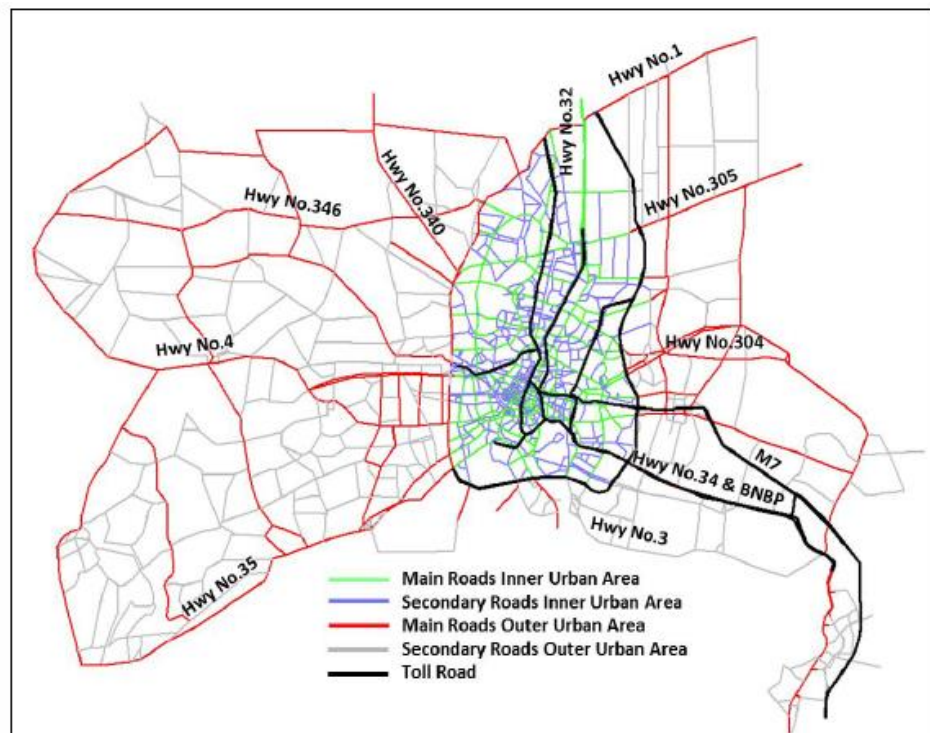 Hwy No.1
Hwy No.32
Hwy No.305
Hwy No.346
Hwy No.340
Hwy No.4
Hwy No.304
M7
Hwy No.34 & BNBP
Hwy No.3
Hwy No.35
Main Roads Inner Urban Area
Secondary Roads Inner Urban Area
Main Roads Outer Urban Area
Secondary Roads Outer Urban Area
Toll Road